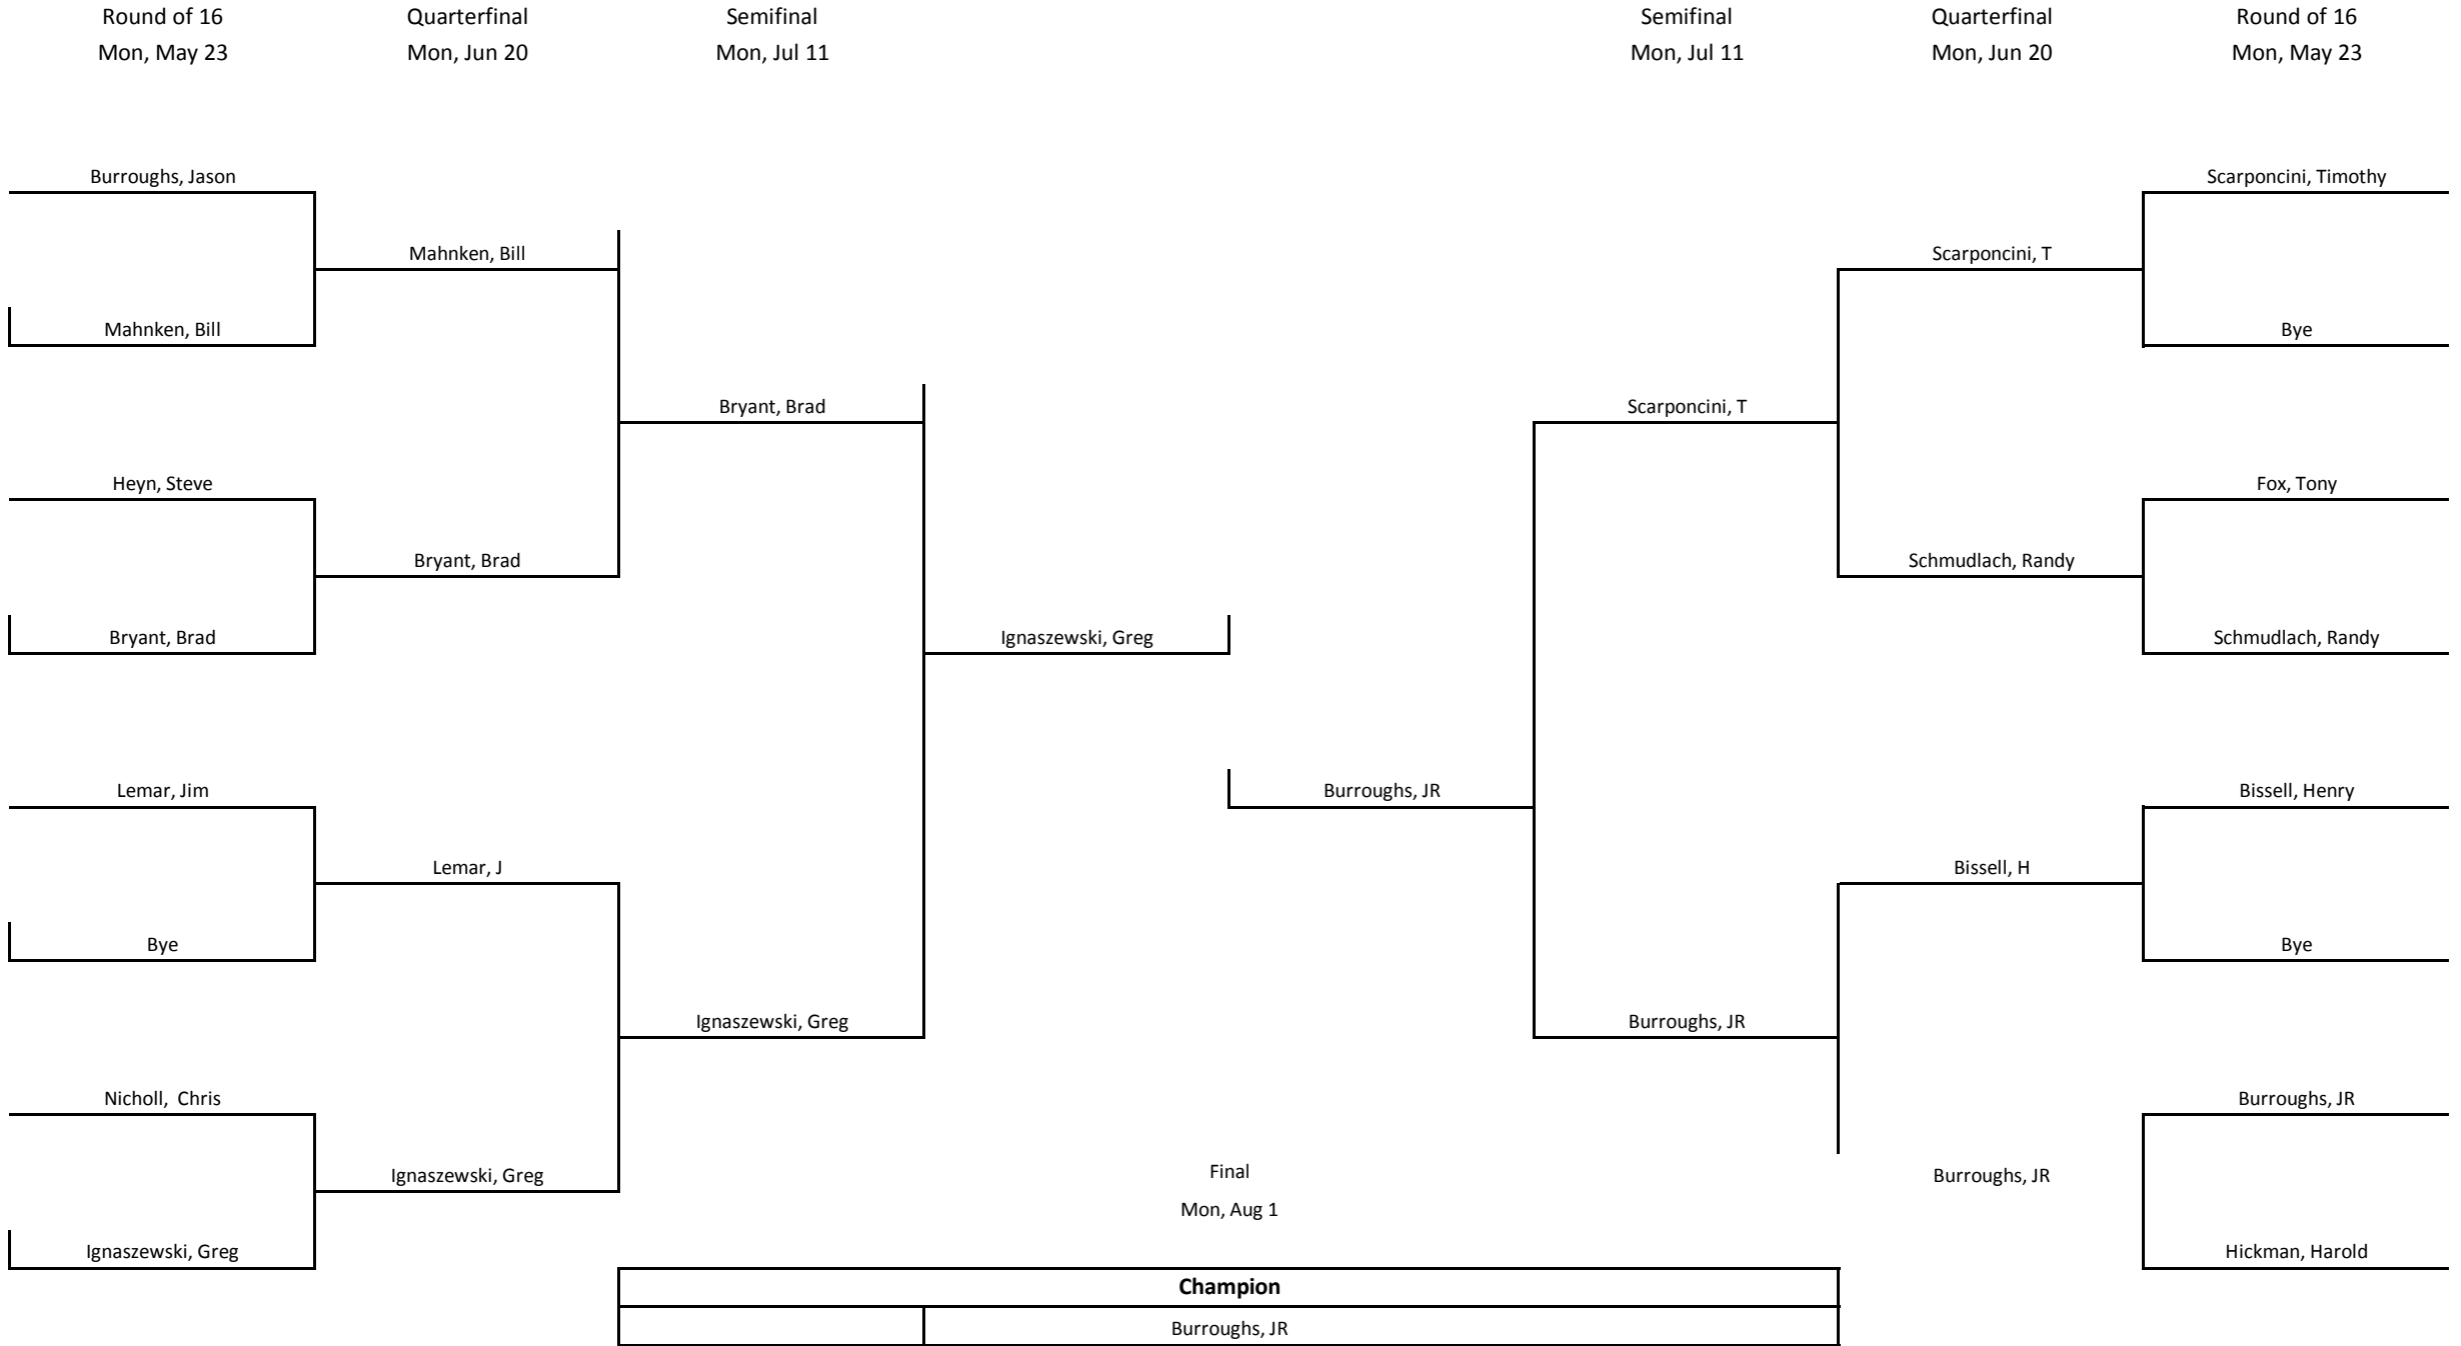 Round of 16 Quarterfinal Semifinal Semifinal Quarterfinal Round of 16
Mon, May 23 Mon, Jun 20 Mon, Jul 11 Mon, Jul 11 Mon, Jun 20 Mon, May 23
Burroughs, Jason Scarponcini, Timothy
Mahnken, Bill Scarponcini, T
Mahnken, Bill Bye
Bryant, Brad Scarponcini, T
Heyn, Steve Fox, Tony
Bryant, Brad Schmudlach, Randy
Bryant, Brad Ignaszewski, Greg Schmudlach, Randy
Lemar, Jim Burroughs, JR Bissell, Henry
Lemar, J Bissell, H
Bye Bye
Ignaszewski, Greg Burroughs, JR
Nicholl, Chris Burroughs, JR
Ignaszewski, Greg Final Burroughs, JR
Mon, Aug 1
Ignaszewski, Greg Hickman, Harold
Champion
Burroughs, JR